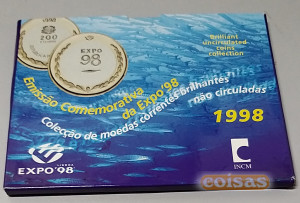 200
EXPO
98
Brilliant
uncirculated
coins
collection
Emissão Comemorativa
da Expo'98
Colecção de moedas correntes brilhantes
não circuladas
1998
LISBOA
EXPO'98
INCM
coisas